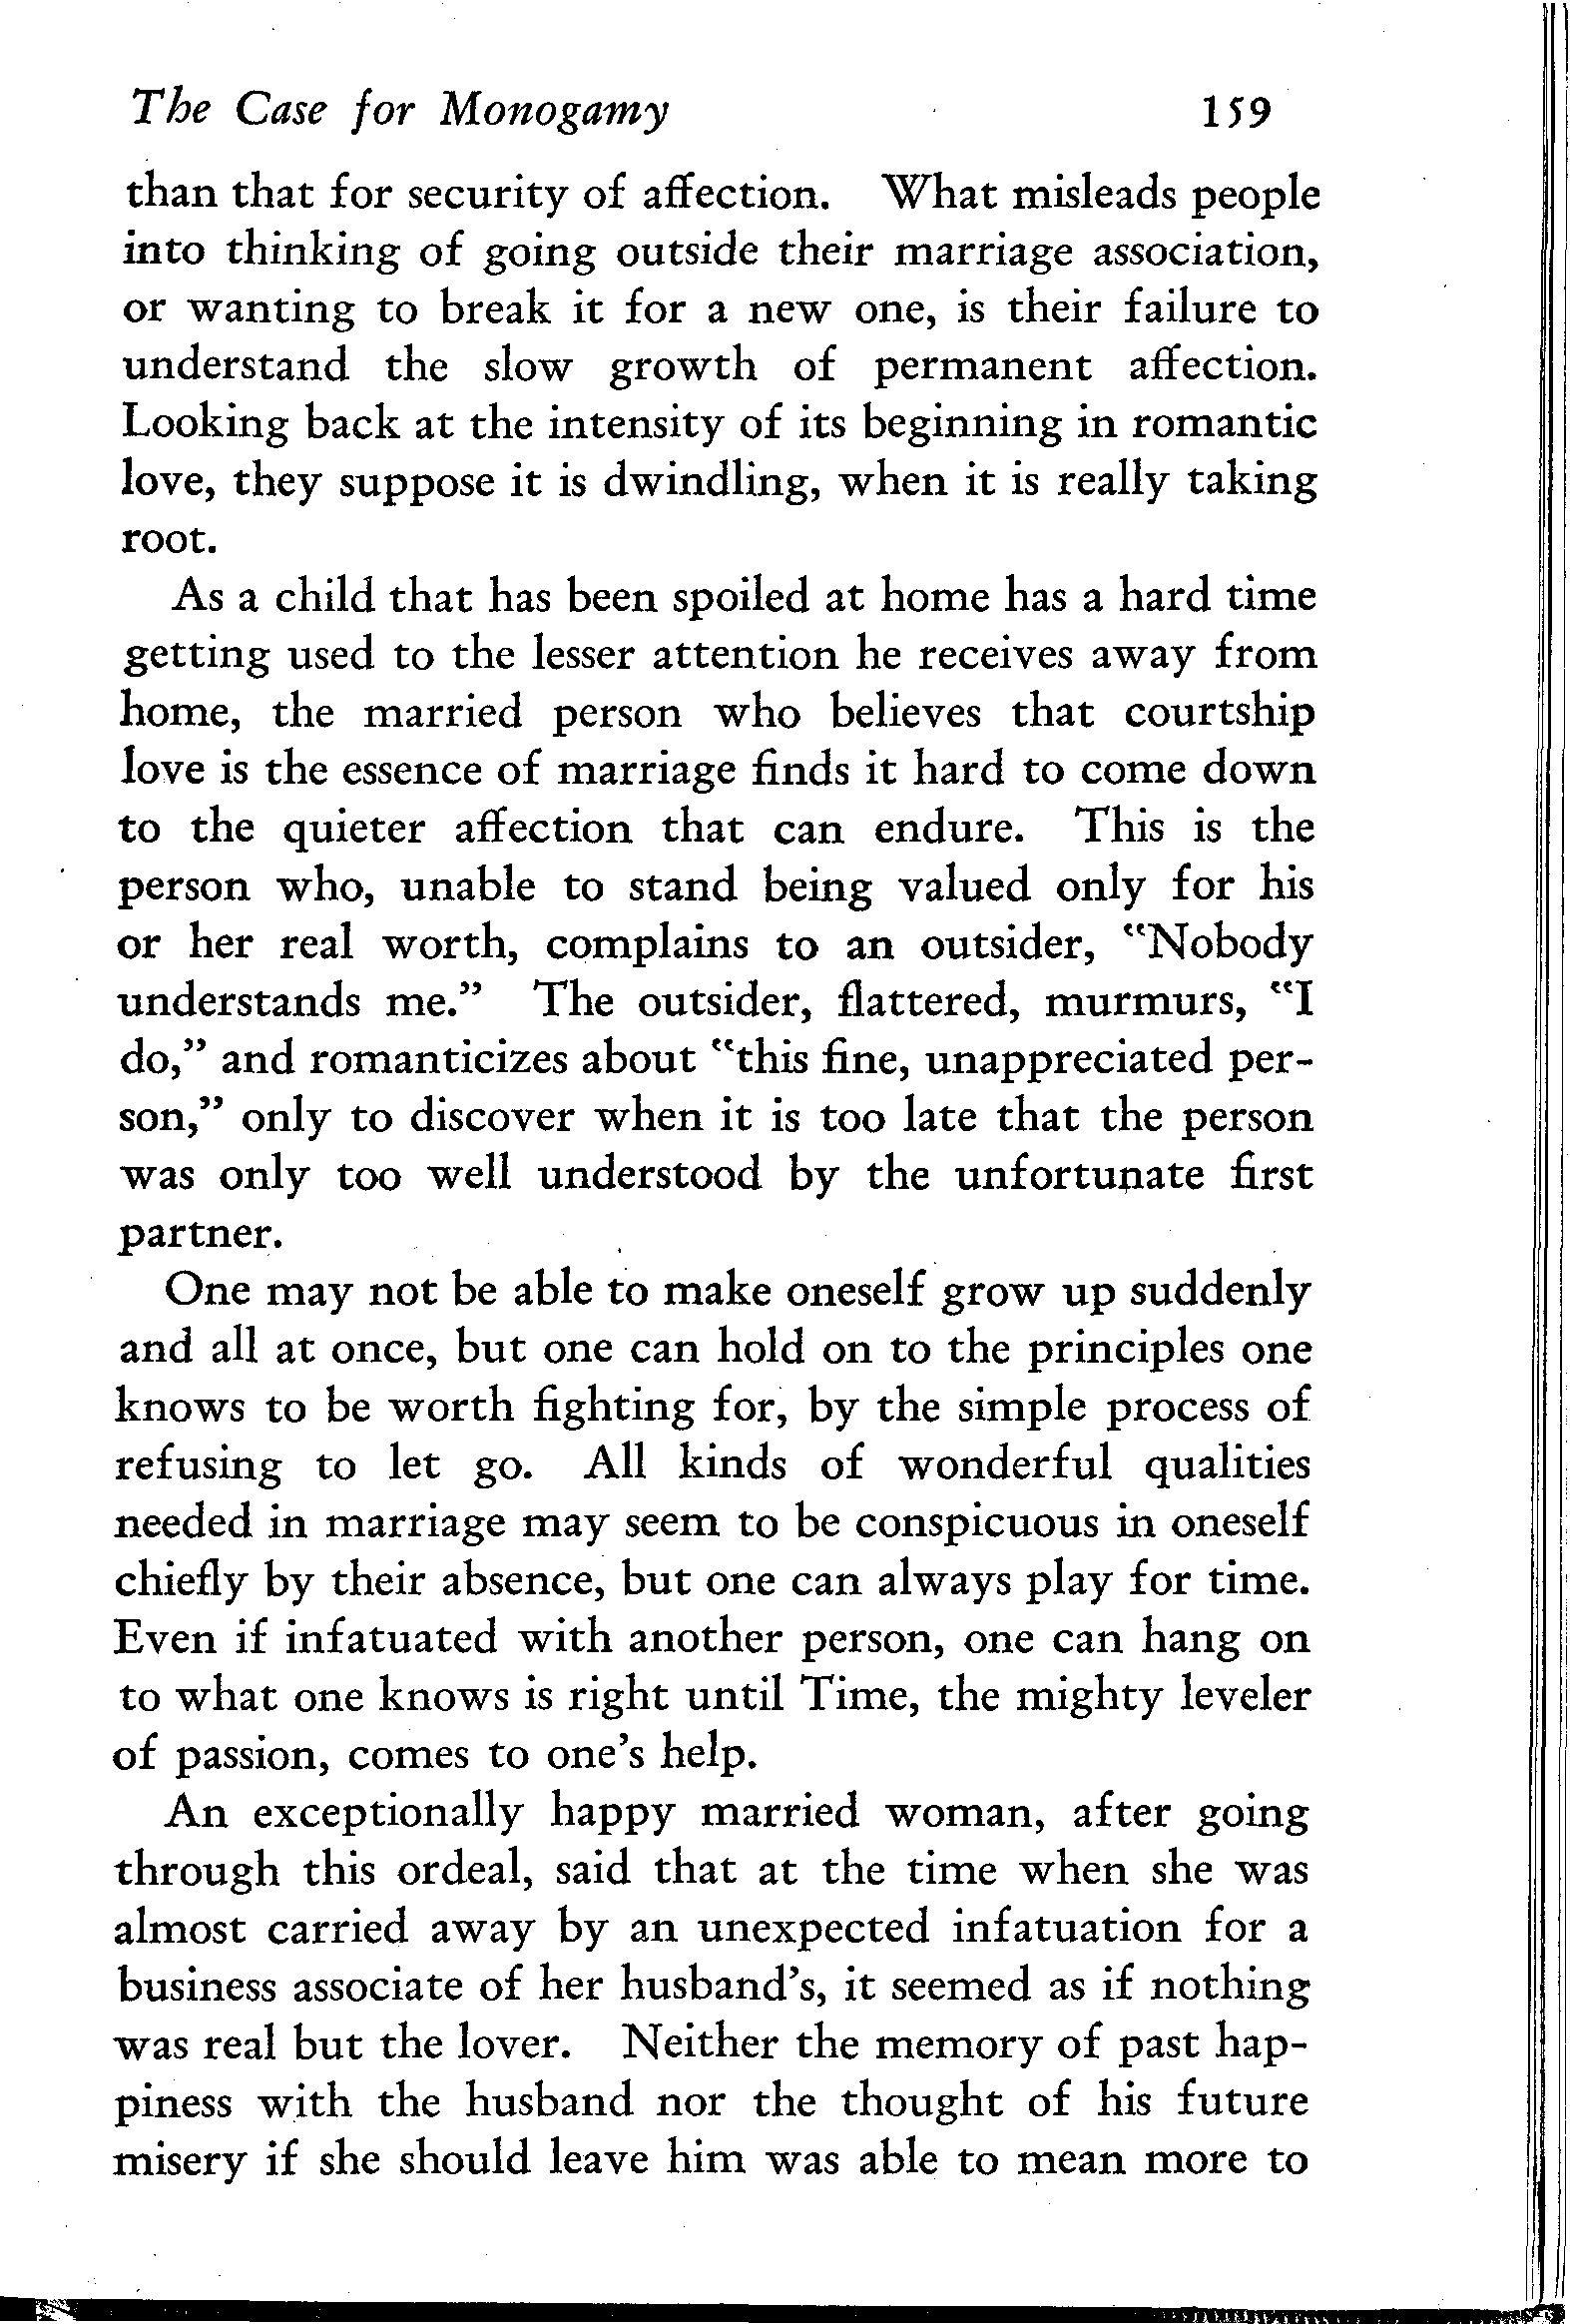 The Case for Monogamy 159
than that for security of affection. What misleads people
into thinking of going outside their marriage association,
or wanting to break it for a new one, is their failure to
understand the slow growth of permanent affection.
Looking back at the intensity of its beginning in romantic
love, they suppose it is dwindling, when it is really taking
root.
As a child that has been spoiled at home has a hard time
getting used to the lesser attention he receives away from
home, the married person who believes that courtship
love is the essence of marriage finds it hard to come down
to the quieter affection that can endure. This is the
person who, unable to stand being valued only for his
or her real worth, complains to an outsider, "Nobody
understands me." The outsider, flattered, murmurs, "I
do," and romanticizes about "this fine, unappreciated per-
son," only to discover when it is too late that the person
was only too well understood by the unfortunate first
partner.
One may not be able to make oneself grow up suddenly
and all at once, but one can hold on to the principles one
knows to be worth fighting for, by the simple process of
refusing to let go. All kinds of wonderful qualities
needed in marriage may seem to be conspicuous in oneself
chiefly by their absence, but one can always play for time.
Even if infatuated with another person, one can hang on
to what one knows is right until Time, the mighty leveler
of passion, comes to one's help.
An exceptionally happy married woman, after going
through this ordeal, said that at the time when she was
almost carried away by an unexpected infatuation for a
business associate of her husband's, it seemed as if nothing
was real but the lover. Neither the memory of past hap-
piness with the husband nor the thought of his future
misery if she should leave him was able to mean more to